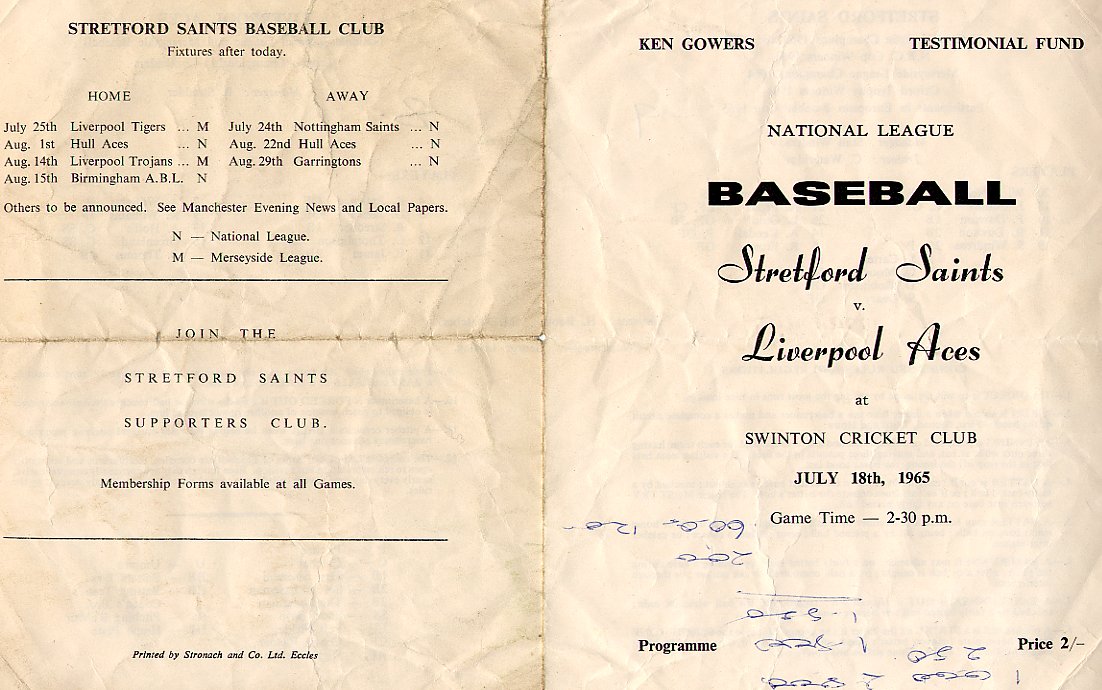 STRETFORD SAINTS BASEBALL CLUB
Fixtures after today.
HOME AWAY
July 25th Liverpool Tigers ... M July 24th Nottingham Saints ... N
Aug. 1st Hull Aces ... N Aug. 22nd Hull Aces ... N
Aug. 14th Liverpool Trojans ... M Aug. 29th Garringtons ... N
Aug. 15th Birmingham A.B.L. N
Others to be announced. See Manchester Evening News and Local Papers.
N — National League.
M — Merseyside League.
JOIN THE
STRETFORD SAINTS
SUPPORTERS CLUB.
Membership Forms available at all Games.
Printed by Stronach and Co. Ltd. Eccles
KEN GOWERS TESTIMONIAL FUND
NATIONAL LEAGUE
BASEBALL
Stretford Saints
v.
Liverpool Aces
at
SWINTON CRICKET CLUB
JULY 18th, 1965
Game Time — 2-30 p.m.
Programme Price 2/-